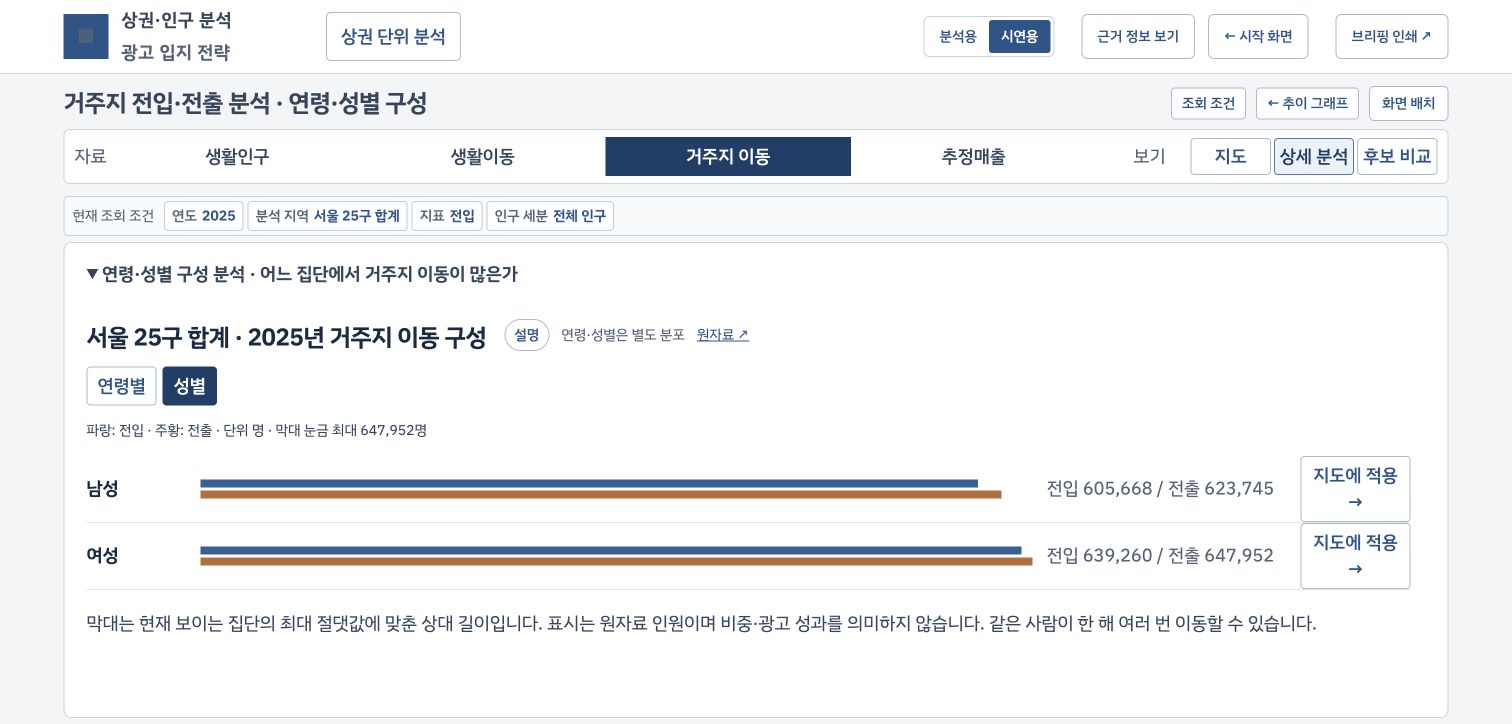 상권·인구 분석
광고 입지 전략
상권 단위 분석
분석용 시연용
근거 정보 보기
← 시작 화면
브리핑 인쇄 ↗
거주지 전입·전출 분석 · 연령·성별 구성
조회 조건
← 추이 그래프
화면 배치
자료 생활인구 생활이동 거주지 이동 추정매출 보기 지도 상세 분석 후보 비교
현재 조회 조건 연도 2025 분석 지역 서울 25구 합계 지표 전입 인구 세분 전체 인구
▼ 연령·성별 구성 분석 · 어느 집단에서 거주지 이동이 많은가
서울 25구 합계 · 2025년 거주지 이동 구성 설명 연령·성별은 별도 분포 원자료 ↗
연령별 성별
파랑: 전입 · 주황: 전출 · 단위 명 · 막대 눈금 최대 647,952명
남성 전입 605,668 / 전출 623,745 지도에 적용 →
여성 전입 639,260 / 전출 647,952 지도에 적용 →
막대는 현재 보이는 집단의 최대 절댓값에 맞춘 상대 길이입니다. 표시는 원자료 인원이며 비중·광고 성과를 의미하지 않습니다. 같은 사람이 한 해 여러 번 이동할 수 있습니다.